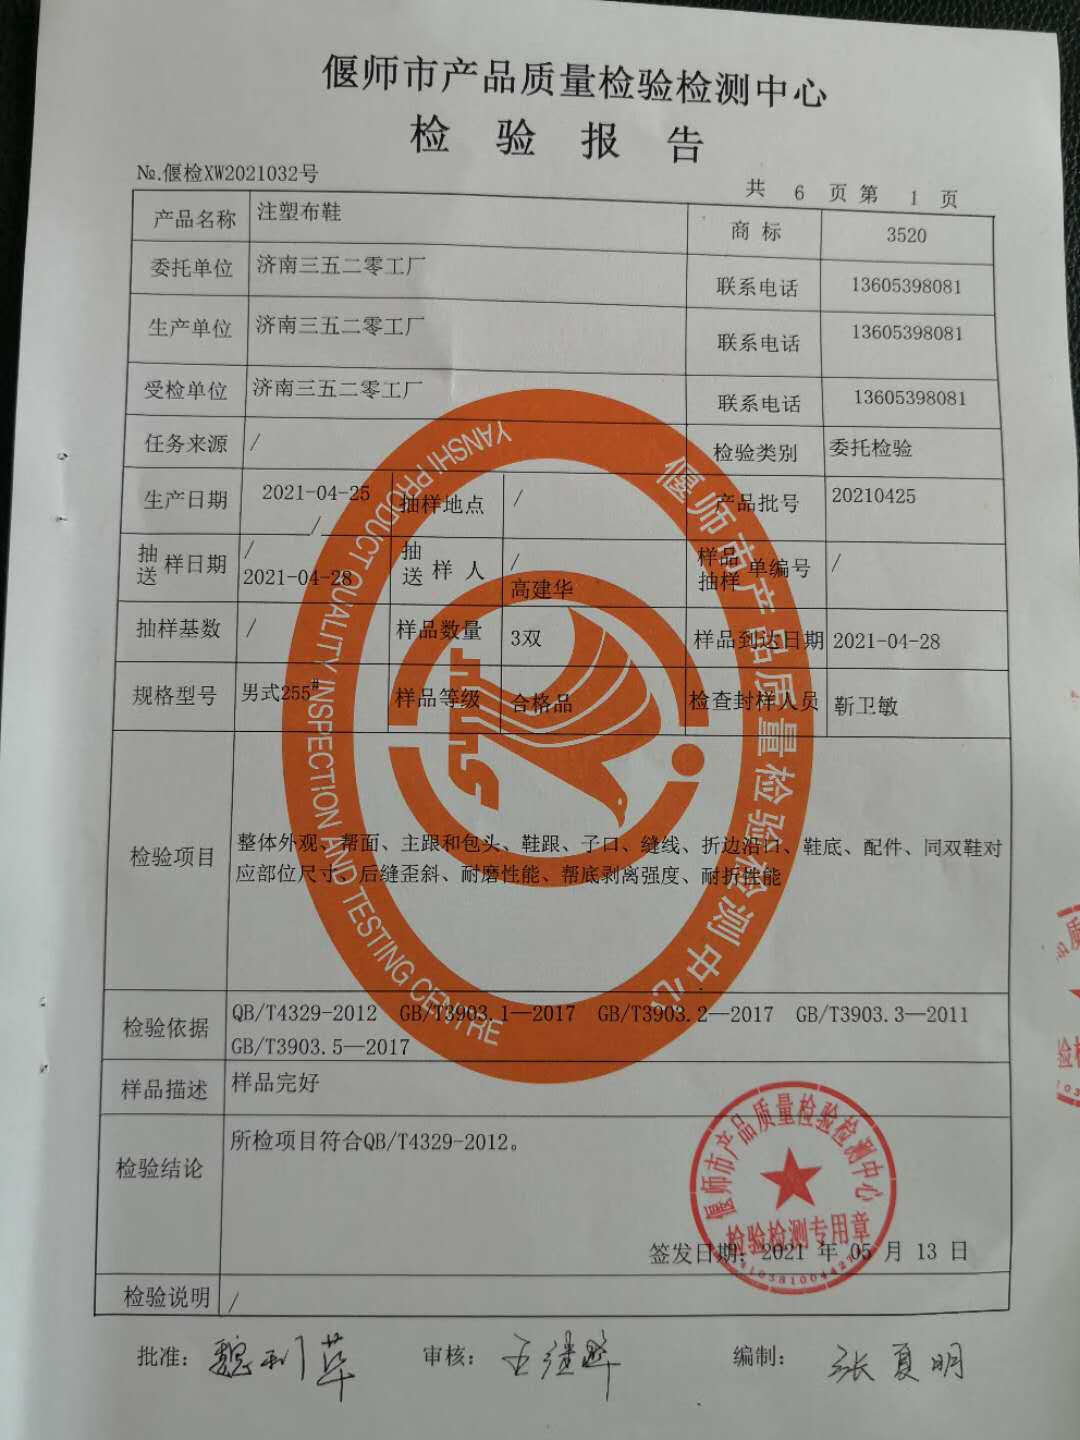 偃师市产品质量检验检测中心
检验报告
№.偃检XW2021032号
共 6 页 第 1 页
产品名称 注塑布鞋 商标 3520
委托单位 济南三五二零工厂 联系电话 13605398081
生产单位 济南三五二零工厂 联系电话 13605398081
受检单位 济南三五二零工厂 联系电话 13605398081
任务来源 / 检验类别 委托检验
生产日期 2021-04-25 / 抽样地点 / 产品批号 20210425
抽 / 抽 / 样品 /
送 样日期 2021-04-28 送 样人 高建华 抽样 单编号
抽样基数 / 样品数量 3双 样品到达日期 2021-04-28
规格型号 男式255# 样品等级 合格品 检查封样人员 靳卫敏
检验项目 整体外观、帮面、主跟和包头、鞋跟、子口、缝线、折边沿口、鞋底、配件、同双鞋对
应部位尺寸、后缝歪斜、耐磨性能、帮底剥离强度、耐折性能
检验依据 QB/T4329-2012 GB/T3903.1—2017 GB/T3903.2—2017 GB/T3903.3—2011
GB/T3903.5—2017
样品描述 样品完好
检验结论 所检项目符合QB/T4329-2012。
签发日期：2021 年 05 月 13 日
检验说明 /
批准： 审核： 编制： 张夏明
YANSHI PRODUCT QUALITY INSPECTION AND TESTING CENTRE
偃师市产品质量检验检测中心
偃师市产品质量检验检测中心
检验检测专用章